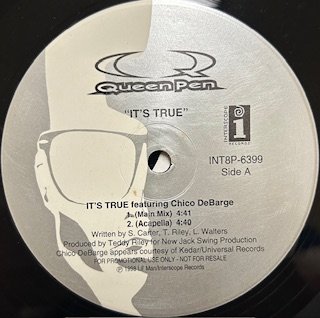 Queen Pen
"IT'S TRUE"
INTERSCOPE
RECORDS
INT8P-6399
Side A
IT'S TRUE featuring Chico DeBarge
1. (Main Mix) 4:41
2. (Acapella) 4:40
Written by S. Carter, T. Riley, L. Walters
Produced by Teddy Riley for New Jack Swing Production
Chico DeBarge appears courtesy of Kedar/Universal Records
FOR PROMOTIONAL USE ONLY - NOT FOR RESALE
℗ 1998 Lil' Man/Interscope Records